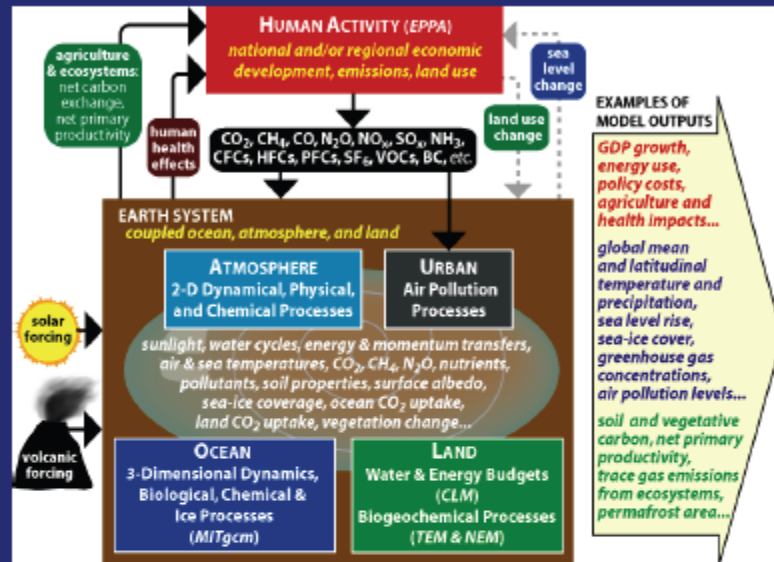 HUMAN ACTIVITY (EPPA)
national and/or regional economic
development, emissions, land use
agriculture
& ecosystems:
net carbon
exchange,
net primary
productivity
human
health
effects
sea
level
change
land use
change
CO₂, CH₄, CO, N₂O, NOₓ, SOₓ, NH₃,
CFCs, HFCs, PFCs, SF₆, VOCs, BC, etc.
EARTH SYSTEM
coupled ocean, atmosphere, and land
ATMOSPHERE
2-D Dynamical, Physical,
and Chemical Processes
URBAN
Air Pollution
Processes
solar
forcing
volcanic
forcing
sunlight, water cycles, energy & momentum transfers,
air & sea temperatures, CO₂, CH₄, N₂O, nutrients,
pollutants, soil properties, surface albedo,
sea-ice coverage, ocean CO₂ uptake,
land CO₂ uptake, vegetation change...
OCEAN
3-Dimensional Dynamics,
Biological, Chemical &
Ice Processes
(MITgcm)
LAND
Water & Energy Budgets
(CLM)
Biogeochemical Processes
(TEM & NEM)
EXAMPLES OF
MODEL OUTPUTS
GDP growth,
energy use,
policy costs,
agriculture and
health impacts...
global mean
and latitudinal
temperature and
precipitation,
sea level rise,
sea-ice cover,
greenhouse gas
concentrations,
air pollution levels...
soil and vegetative
carbon, net primary
productivity,
trace gas emissions
from ecosystems,
permafrost area...